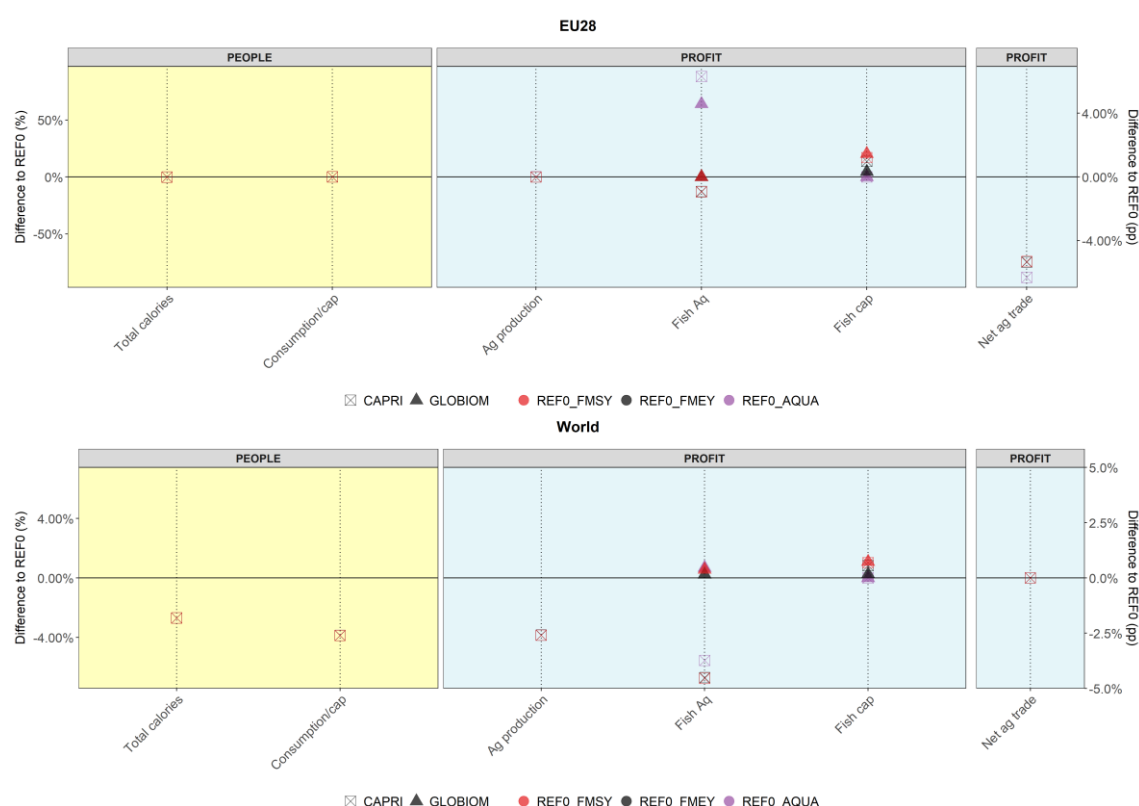 EU28
PEOPLE
PROFIT
PROFIT
Difference to REF0 (%)
50%
0%
-50%
4.00%
0.00%
-4.00%
Difference to REF0 (pp)
Total calories
Consumption/cap
Ag production
Fish Aq
Fish cap
Net ag trade
CAPRI GLOBIOM REF0_FMSY REF0_FMEY REF0_AQUA
World
PEOPLE
PROFIT
PROFIT
Difference to REF0 (%)
4.00%
0.00%
-4.00%
5.0%
2.5%
0.0%
-2.5%
-5.0%
Difference to REF0 (pp)
Total calories
Consumption/cap
Ag production
Fish Aq
Fish cap
Net ag trade
CAPRI GLOBIOM REF0_FMSY REF0_FMEY REF0_AQUA